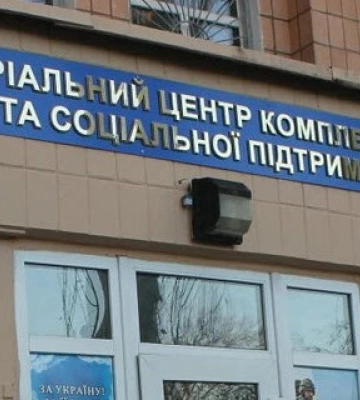 РІАЛЬНИЙ ЦЕНТР КОМПЛЕ
ТА СОЦІАЛЬНОЇ ПІДТРИМ
ЗА УКРАЇНУ!